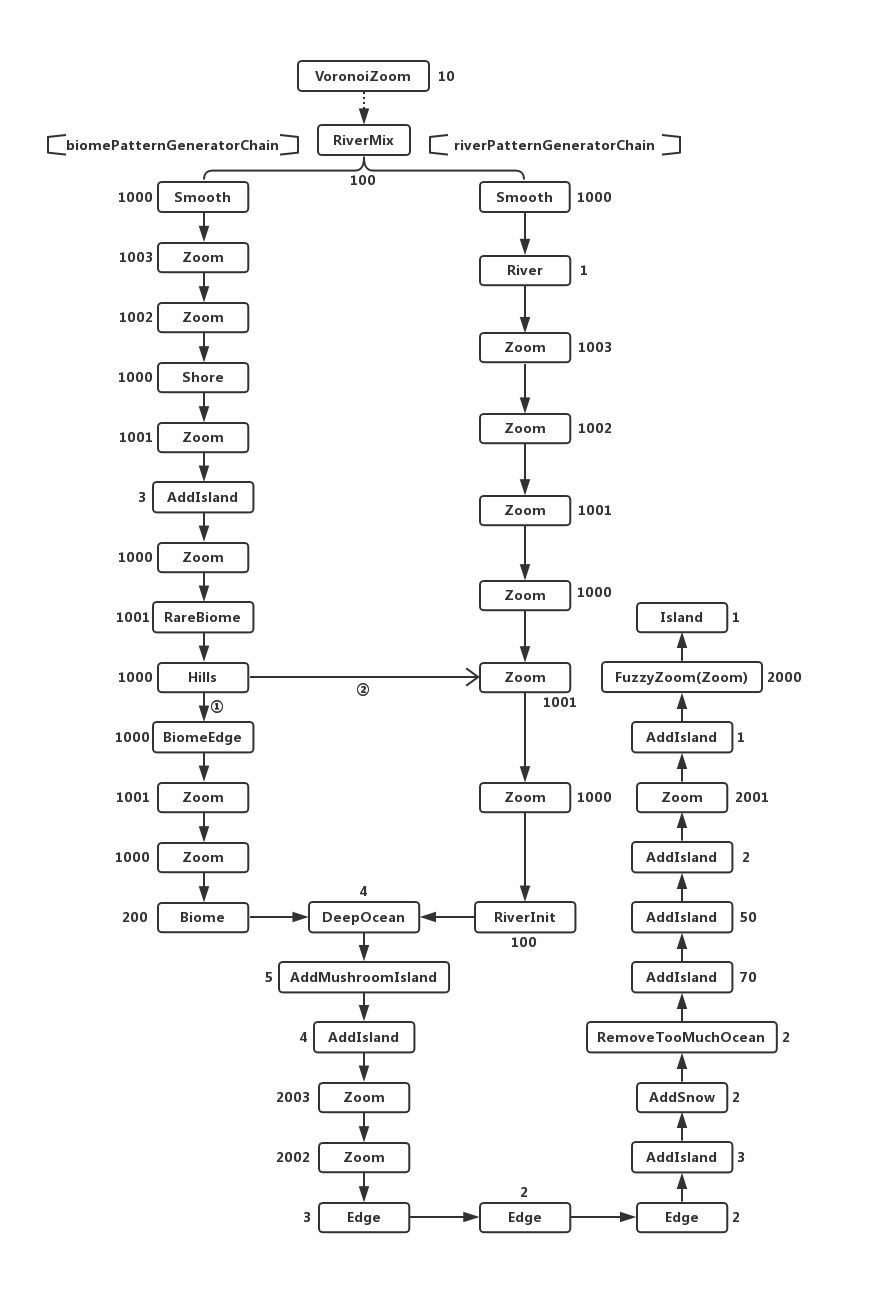 VoronoiZoom 10
biomePatternGeneratorChain RiverMix riverPatternGeneratorChain
100
1000 Smooth Smooth 1000
1003 Zoom River 1
1002 Zoom Zoom 1003
1000 Shore
1001 Zoom Zoom 1002
3 AddIsland Zoom 1001
1000 Zoom Zoom 1000
1001 RareBiome Island 1
1000 Hills ② Zoom 1001 FuzzyZoom(Zoom) 2000
①
1000 BiomeEdge AddIsland 1
1001 Zoom Zoom 1000 Zoom 2001
1000 Zoom AddIsland 2
4
200 Biome DeepOcean RiverInit AddIsland 50
100
5 AddMushroomIsland AddIsland 70
4 AddIsland RemoveTooMuchOcean 2
2003 Zoom AddSnow 2
2002 Zoom AddIsland 3
2
3 Edge Edge Edge 2